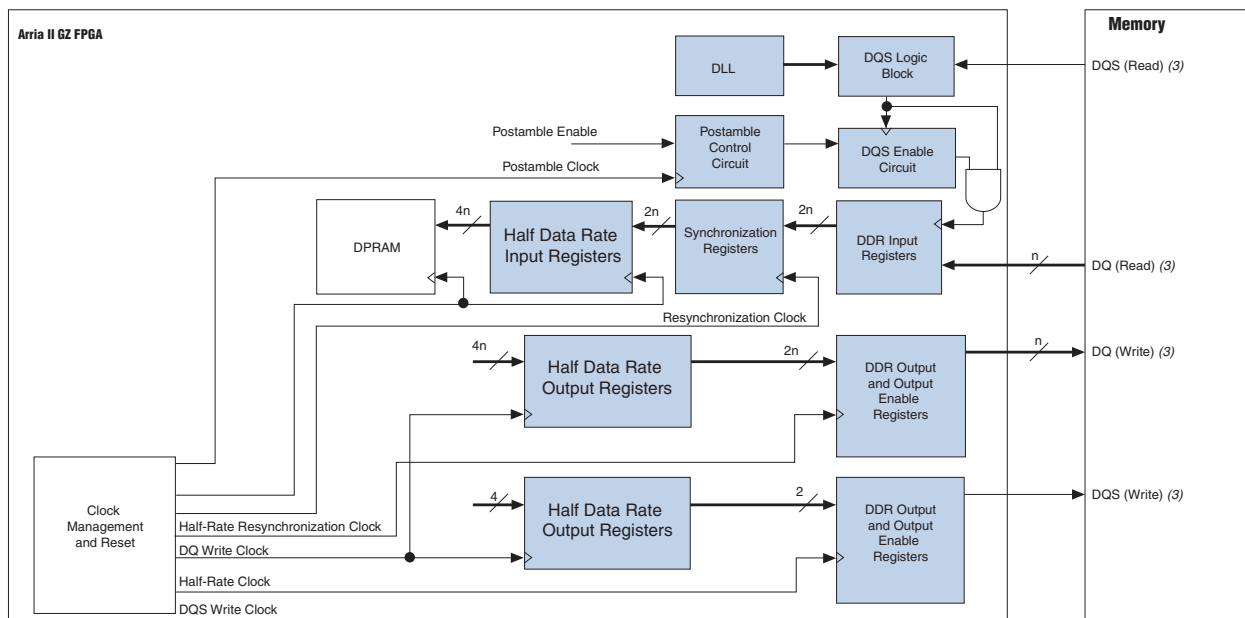 Arria II GZ FPGA
Memory
DLL
DQS Logic
Block
DQS (Read) (3)
Postamble Enable
Postamble
Control
Circuit
DQS Enable
Circuit
Postamble Clock
4n
2n
2n
DPRAM
Half Data Rate
Input Registers
Synchronization
Registers
DDR Input
Registers
n
DQ (Read) (3)
Resynchronization Clock
4n
2n
n
Half Data Rate
Output Registers
DDR Output
and Output
Enable
Registers
DQ (Write) (3)
Clock
Management
and Reset
4
2
Half Data Rate
Output Registers
DDR Output
and Output
Enable
Registers
DQS (Write) (3)
Half-Rate Resynchronization Clock
DQ Write Clock
Half-Rate Clock
DQS Write Clock